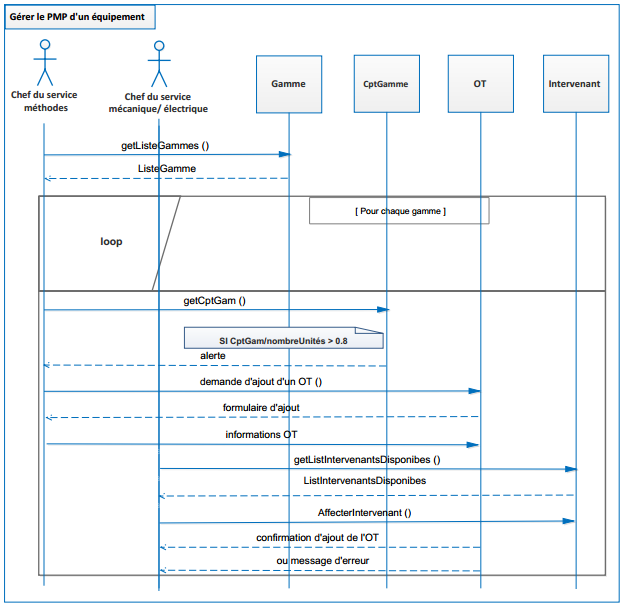 Gérer le PMP d'un équipement
Chef du service
méthodes
Chef du service
mécanique/ électrique
Gamme
CptGamme
OT
Intervenant
getListeGammes ()
ListeGamme
loop
[ Pour chaque gamme ]
getCptGam ()
SI CptGam/nombreUnités > 0.8
alerte
demande d'ajout d'un OT ()
formulaire d'ajout
informations OT
getListIntervenantsDisponibes ()
ListIntervenantsDisponibes
AffecterIntervenant ()
confirmation d'ajout de l'OT
ou message d'erreur